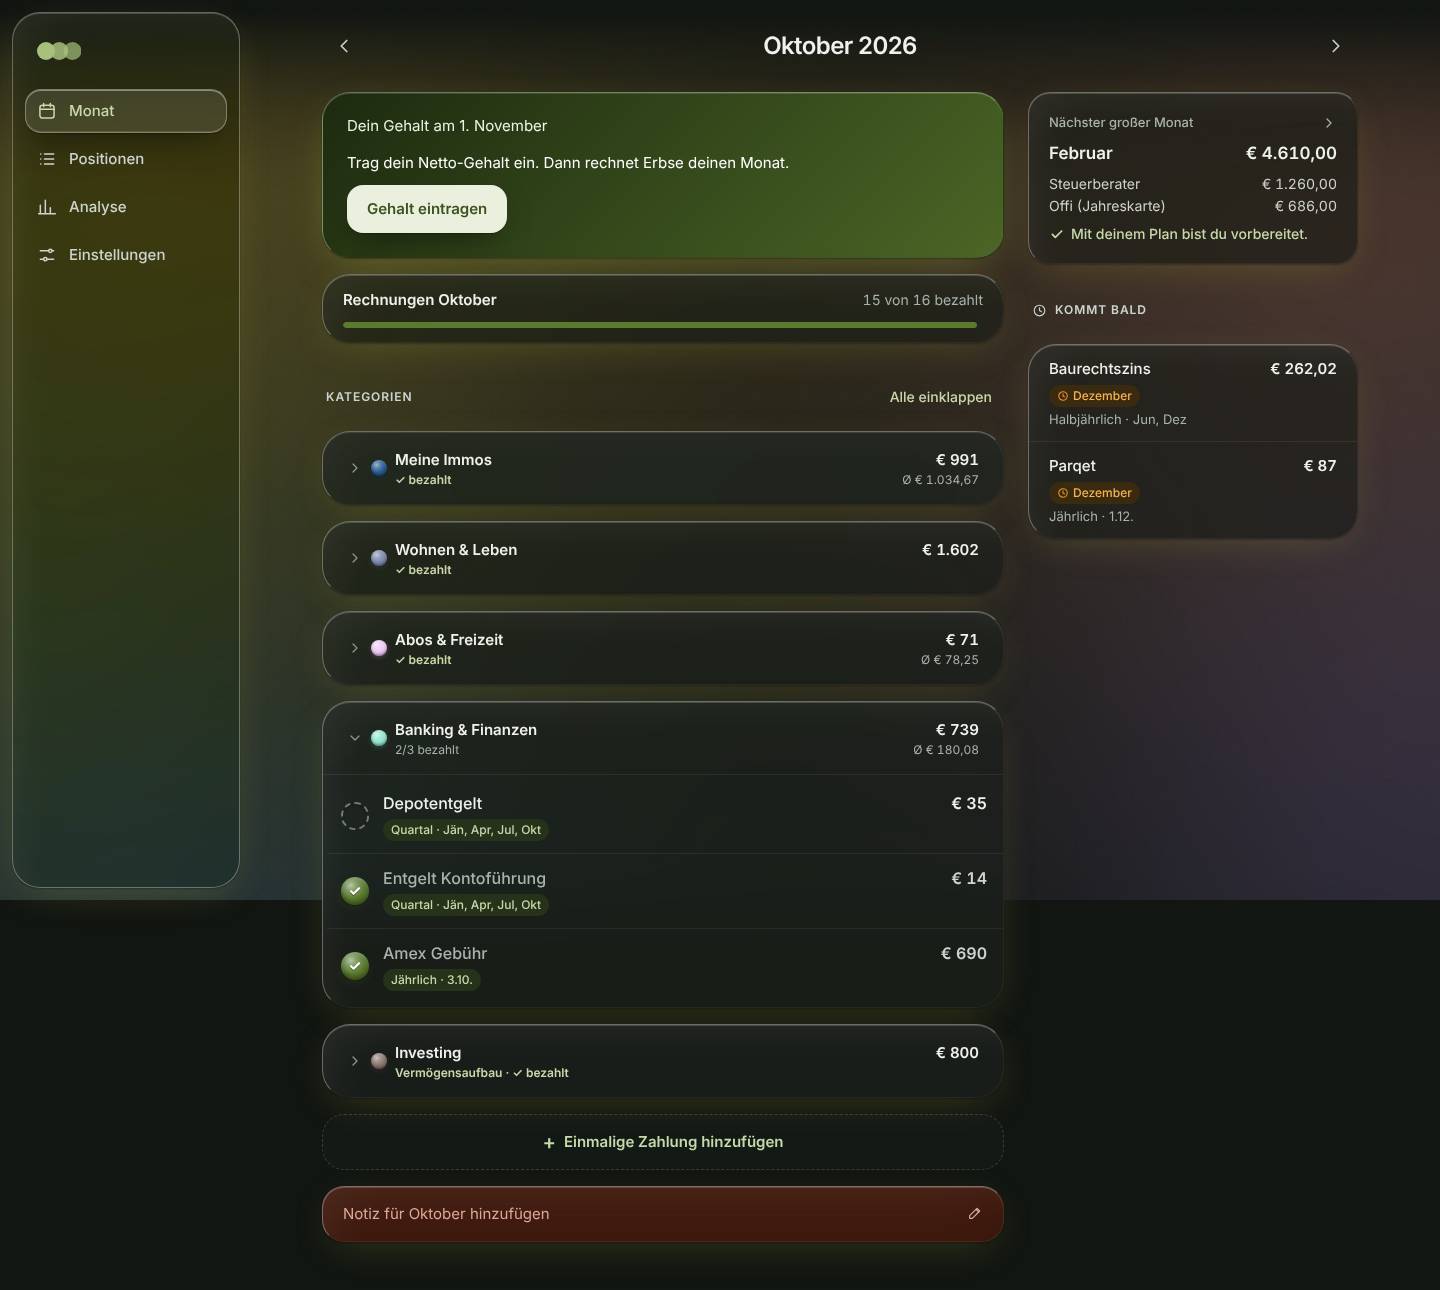 Monat
Positionen
Analyse
Einstellungen
Oktober 2026
Dein Gehalt am 1. November
Trag dein Netto-Gehalt ein. Dann rechnet Erbse deinen Monat.
Gehalt eintragen
Rechnungen Oktober
15 von 16 bezahlt
KATEGORIEN
Alle einklappen
Meine Immos
€ 991
✓ bezahlt
Ø € 1.034,67
Wohnen & Leben
€ 1.602
✓ bezahlt
Abos & Freizeit
€ 71
✓ bezahlt
Ø € 78,25
Banking & Finanzen
€ 739
2/3 bezahlt
Ø € 180,08
Depotentgelt
€ 35
Quartal · Jän, Apr, Jul, Okt
Entgelt Kontoführung
€ 14
Quartal · Jän, Apr, Jul, Okt
Amex Gebühr
€ 690
Jährlich · 3.10.
Investing
€ 800
Vermögensaufbau · ✓ bezahlt
+ Einmalige Zahlung hinzufügen
Notiz für Oktober hinzufügen
Nächster großer Monat
Februar
€ 4.610,00
Steuerberater
€ 1.260,00
Offi (Jahreskarte)
€ 686,00
✓ Mit deinem Plan bist du vorbereitet.
KOMMT BALD
Baurechtszins
€ 262,02
Dezember
Halbjährlich · Jun, Dez
Parqet
€ 87
Dezember
Jährlich · 1.12.